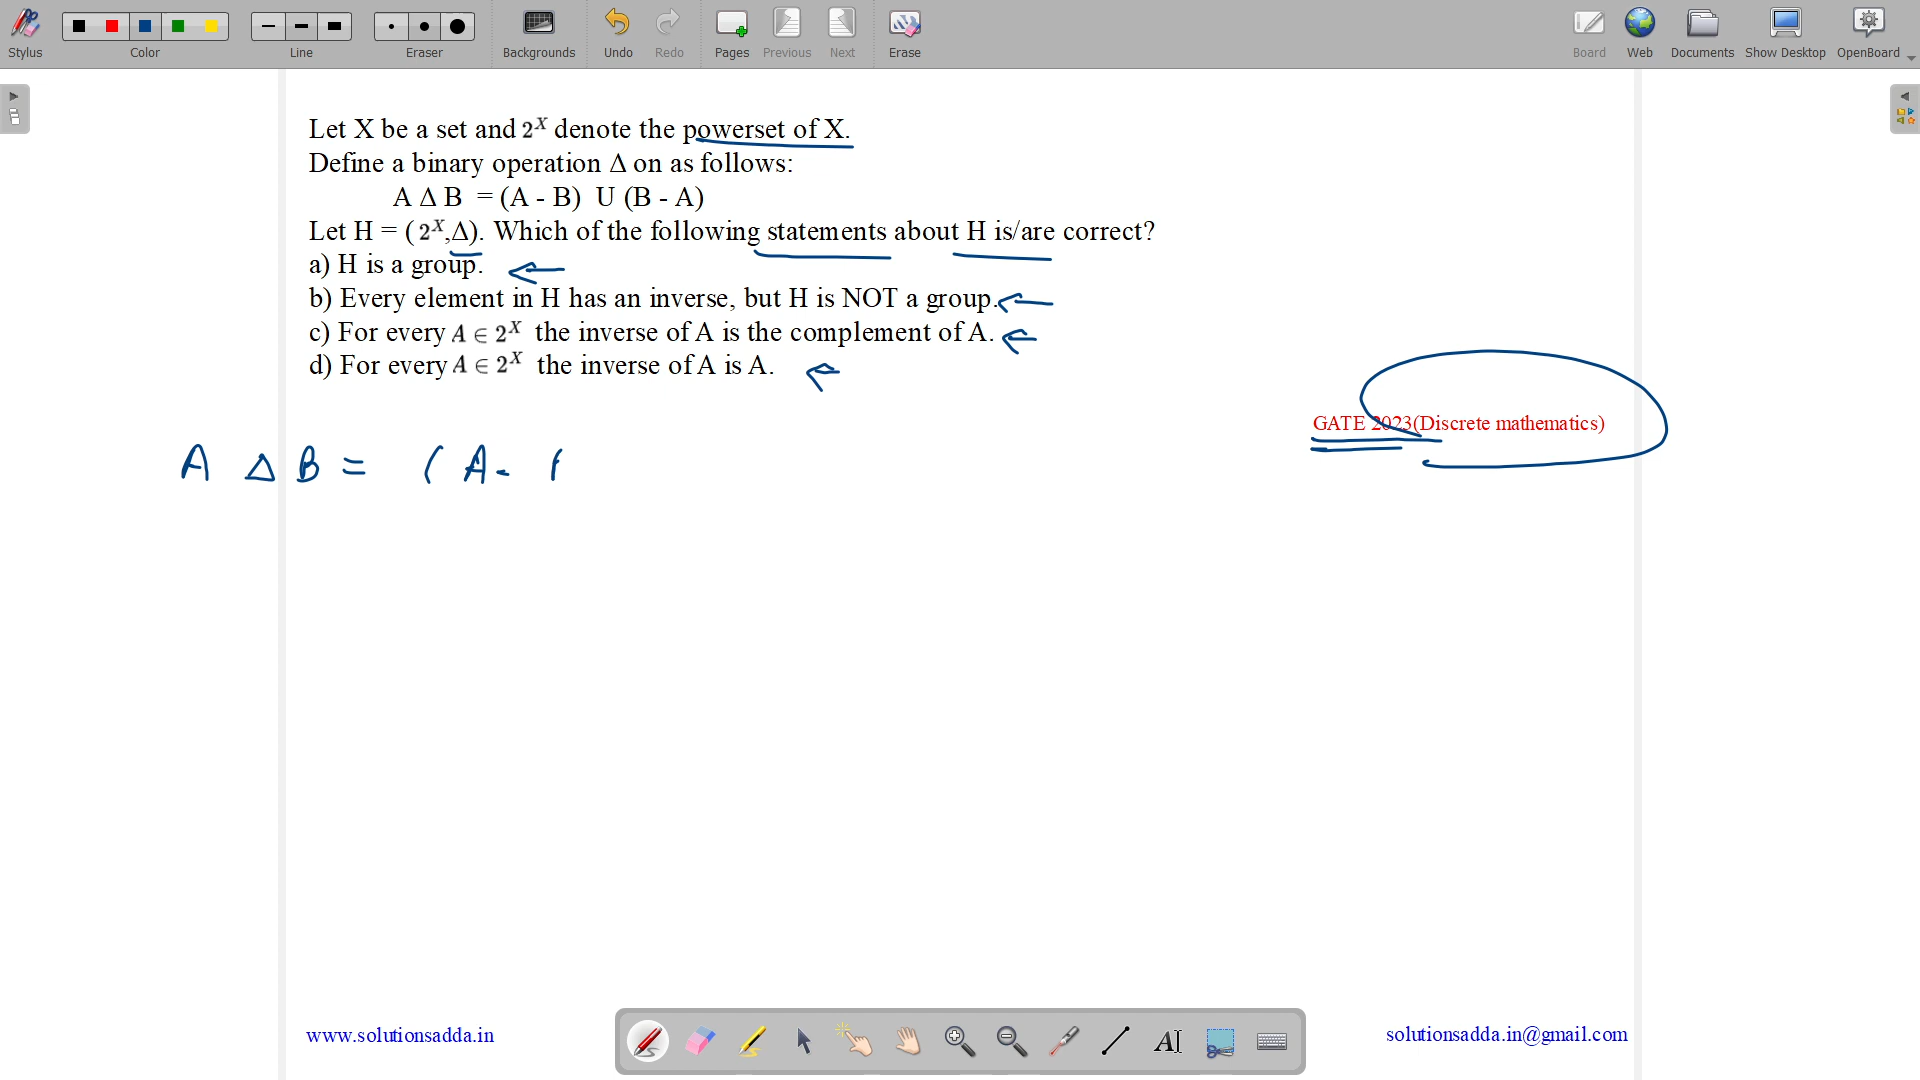 Stylus Color Line Eraser Backgrounds Undo Redo Pages Previous Next Erase Board Web Documents Show Desktop OpenBoard
Let X be a set and 2^X denote the powerset of X.
Define a binary operation Δ on as follows:
A Δ B = (A - B) U (B - A)
Let H = ( 2^X,Δ). Which of the following statements about H is/are correct?
a) H is a group.
b) Every element in H has an inverse, but H is NOT a group.
c) For every A ∈ 2^X the inverse of A is the complement of A.
d) For every A ∈ 2^X the inverse of A is A.
GATE 2023(Discrete mathematics)
A Δ B = ( A -
www.solutionsadda.in
solutionsadda.in@gmail.com